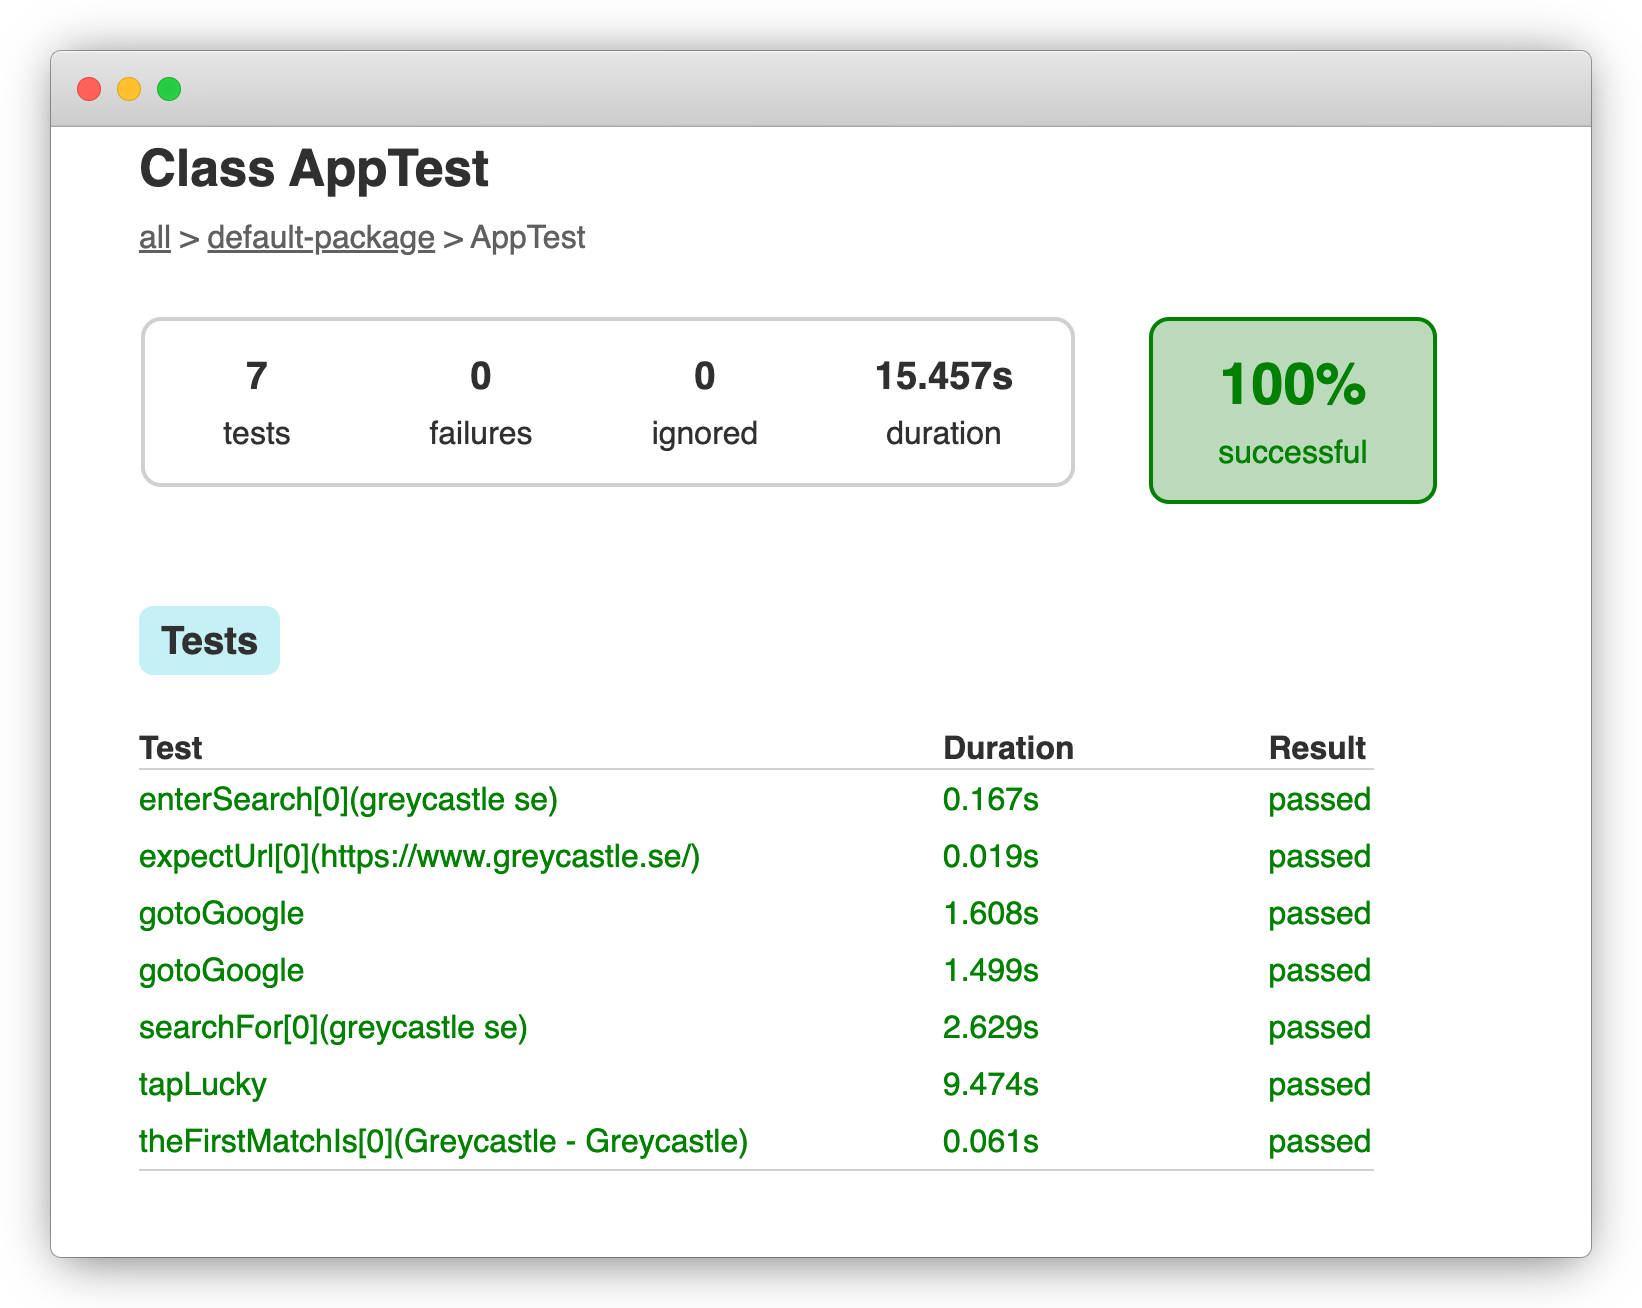 Class AppTest
all > default-package > AppTest
7 0 0 15.457s
tests failures ignored duration
100%
successful
Tests
Test Duration Result
enterSearch[0](greycastle se) 0.167s passed
expectUrl[0](https://www.greycastle.se/) 0.019s passed
gotoGoogle 1.608s passed
gotoGoogle 1.499s passed
searchFor[0](greycastle se) 2.629s passed
tapLucky 9.474s passed
theFirstMatchIs[0](Greycastle - Greycastle) 0.061s passed